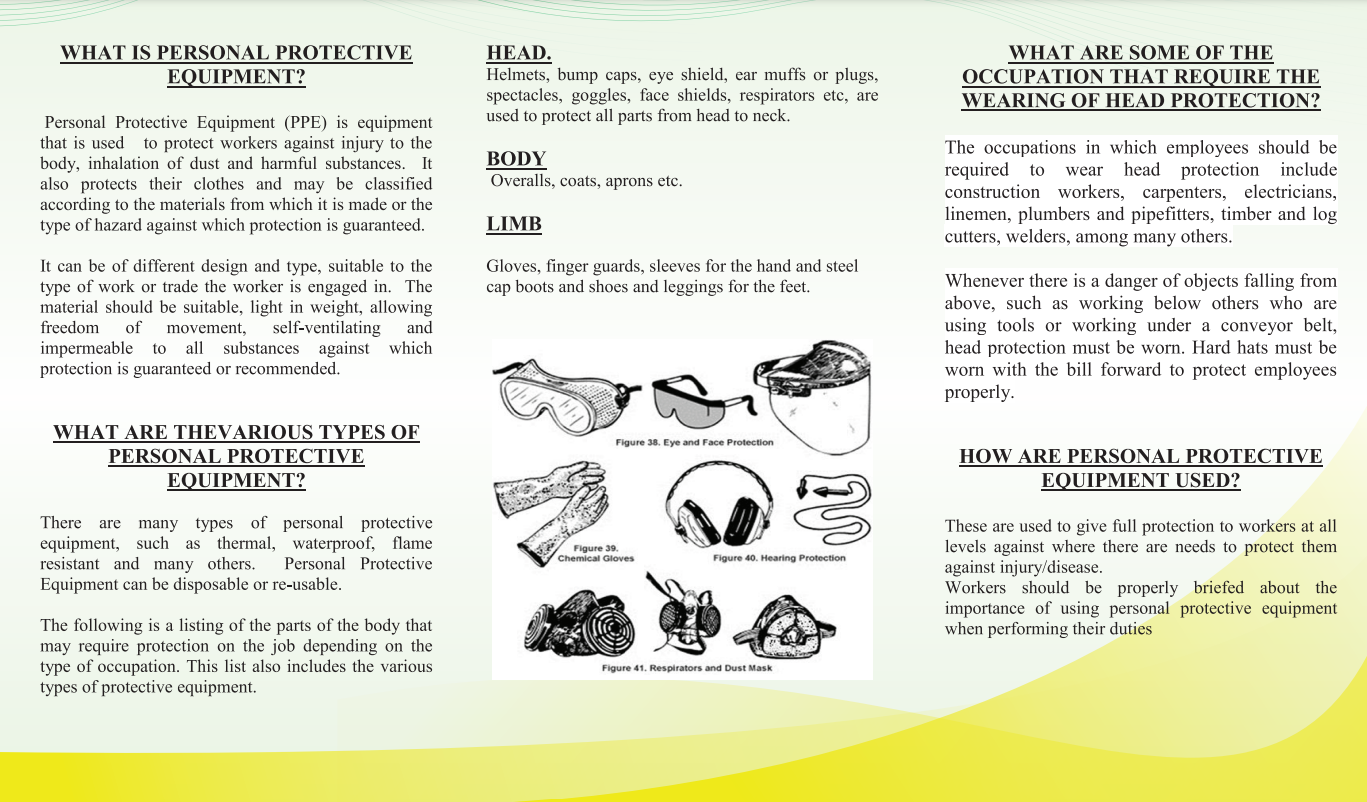 WHAT IS PERSONAL PROTECTIVE
EQUIPMENT?
Personal Protective Equipment (PPE) is equipment
that is used to protect workers against injury to the
body, inhalation of dust and harmful substances. It
also protects their clothes and may be classified
according to the materials from which it is made or the
type of hazard against which protection is guaranteed.
It can be of different design and type, suitable to the
type of work or trade the worker is engaged in. The
material should be suitable, light in weight, allowing
freedom of movement, self-ventilating and
impermeable to all substances against which
protection is guaranteed or recommended.
WHAT ARE THEVARIOUS TYPES OF
PERSONAL PROTECTIVE
EQUIPMENT?
There are many types of personal protective
equipment, such as thermal, waterproof, flame
resistant and many others. Personal Protective
Equipment can be disposable or re-usable.
The following is a listing of the parts of the body that
may require protection on the job depending on the
type of occupation. This list also includes the various
types of protective equipment.
HEAD.
Helmets, bump caps, eye shield, ear muffs or plugs,
spectacles, goggles, face shields, respirators etc, are
used to protect all parts from head to neck.
BODY
Overalls, coats, aprons etc.
LIMB
Gloves, finger guards, sleeves for the hand and steel
cap boots and shoes and leggings for the feet.
Figure 38. Eye and Face Protection
Figure 39.
Chemical Gloves
Figure 40. Hearing Protection
Figure 41. Respirators and Dust Mask
WHAT ARE SOME OF THE
OCCUPATION THAT REQUIRE THE
WEARING OF HEAD PROTECTION?
The occupations in which employees should be
required to wear head protection include
construction workers, carpenters, electricians,
linemen, plumbers and pipefitters, timber and log
cutters, welders, among many others.
Whenever there is a danger of objects falling from
above, such as working below others who are
using tools or working under a conveyor belt,
head protection must be worn. Hard hats must be
worn with the bill forward to protect employees
properly.
HOW ARE PERSONAL PROTECTIVE
EQUIPMENT USED?
These are used to give full protection to workers at all
levels against where there are needs to protect them
against injury/disease.
Workers should be properly briefed about the
importance of using personal protective equipment
when performing their duties